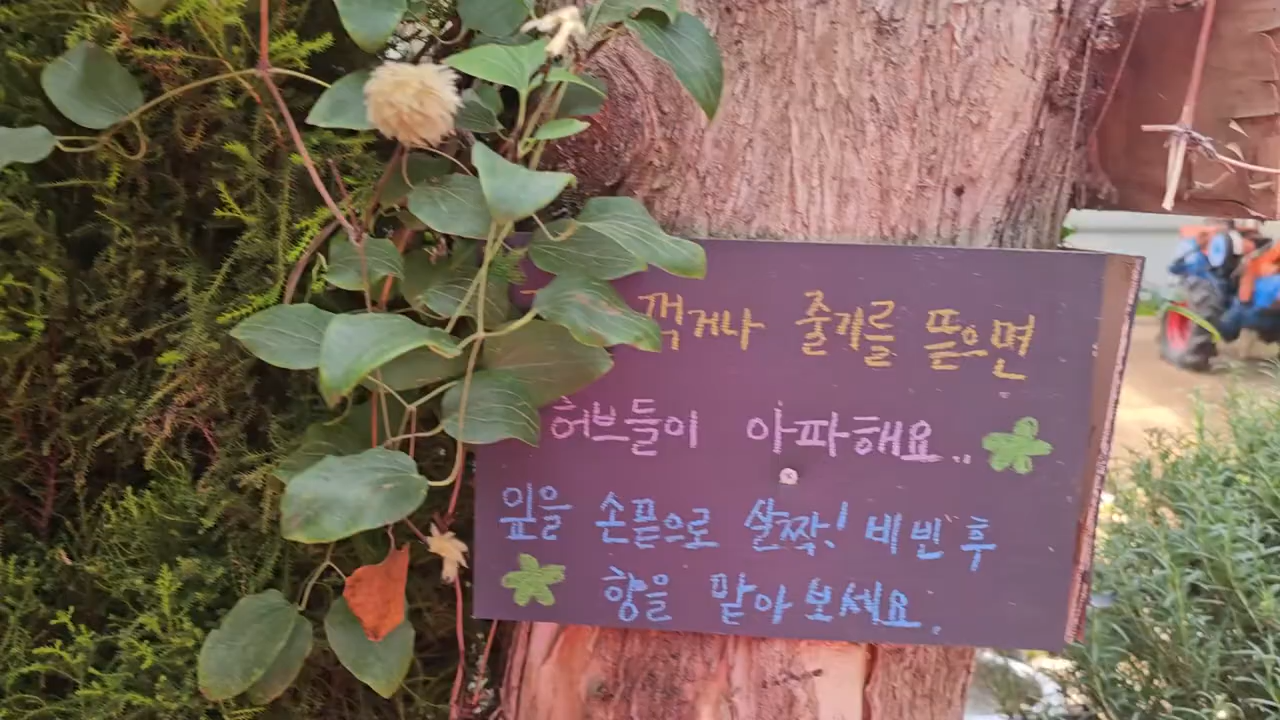 꺽거나 줄기를 뜯으면
허브들이 아파해요..
잎을 손끝으로 살짝! 비빈 후
향을 맡아보세요.